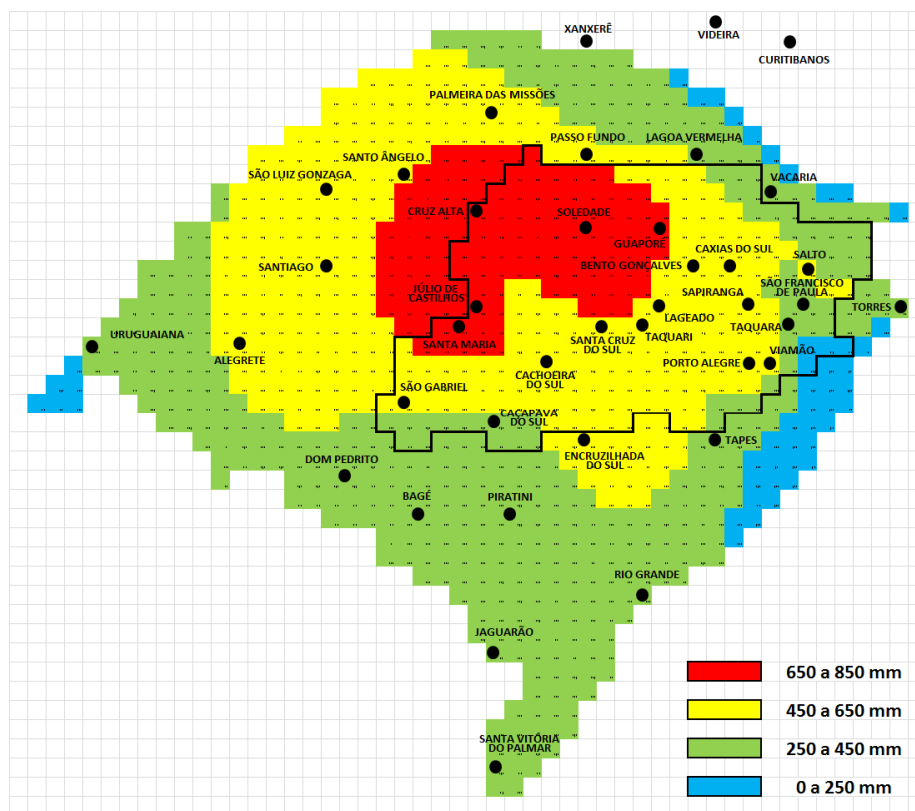 XANXERÊ
VIDEIRA
CURITIBANOS
PALMEIRA DAS MISSÕES
PASSO FUNDO
LAGOA VERMELHA
SANTO ÂNGELO
SÃO LUIZ GONZAGA
VACARIA
CRUZ ALTA
SOLEDADE
GUAPORÉ
CAXIAS DO SUL
SANTIAGO
BENTO GONÇALVES
SALTO
JÚLIO DE
CASTILHOS
SAPIRANGA
SÃO FRANCISCO
DE PAULA
TORRES
LAGEADO
URUGUAIANA
SANTA MARIA
SANTA CRUZ
DO SUL
TAQUARI
TAQUARA
ALEGRETE
VIAMÃO
PORTO ALEGRE
CACHOEIRA
DO SUL
SÃO GABRIEL
CAÇAPAVA
DO SUL
TAPES
ENCRUZILHADA
DO SUL
DOM PEDRITO
BAGÉ
PIRATINI
RIO GRANDE
JAGUARÃO
SANTA VITÓRIA
DO PALMAR
650 a 850 mm
450 a 650 mm
250 a 450 mm
0 a 250 mm